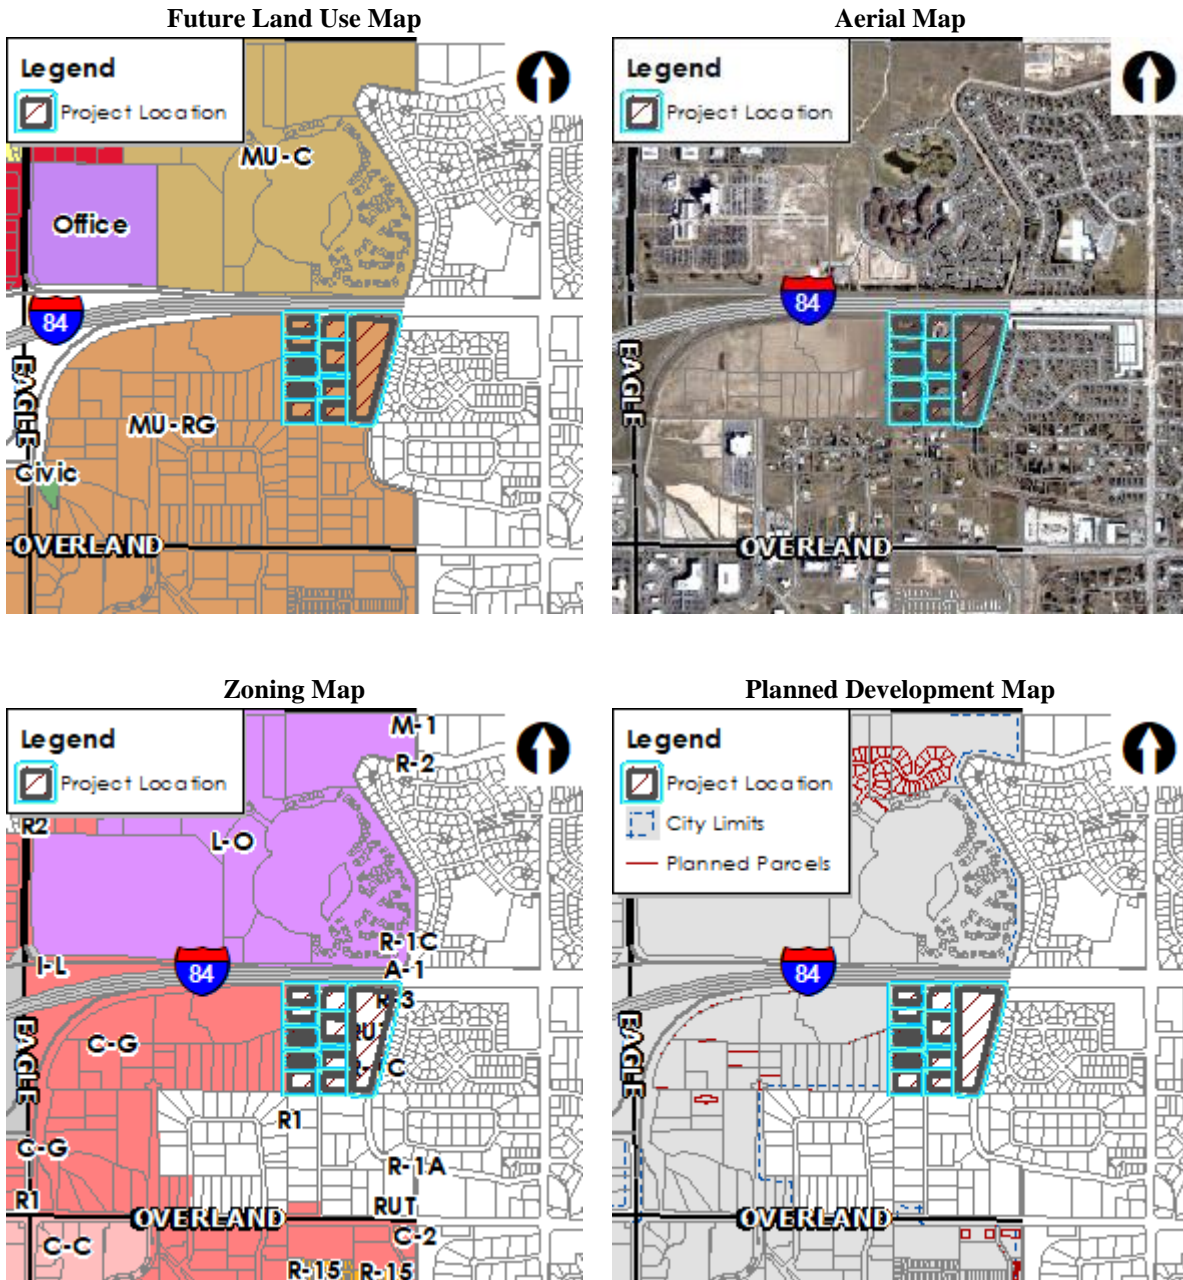 Future Land Use Map
Legend
Project Location
MU-C
Office
84
EAGLE
MU-RG
Civic
OVERLAND
Aerial Map
Legend
Project Location
84
EAGLE
OVERLAND
Zoning Map
Legend
Project Location
M-1
R-2
R2
L-O
R-1C
I-L
A-1
84
R-3
RUT
EAGLE
C-G
R1
C-G
R-1A
R1
RUT
OVERLAND
C-2
C-C
R-15
R-15
Planned Development Map
Legend
Project Location
City Limits
Planned Parcels
84
EAGLE
OVERLAND